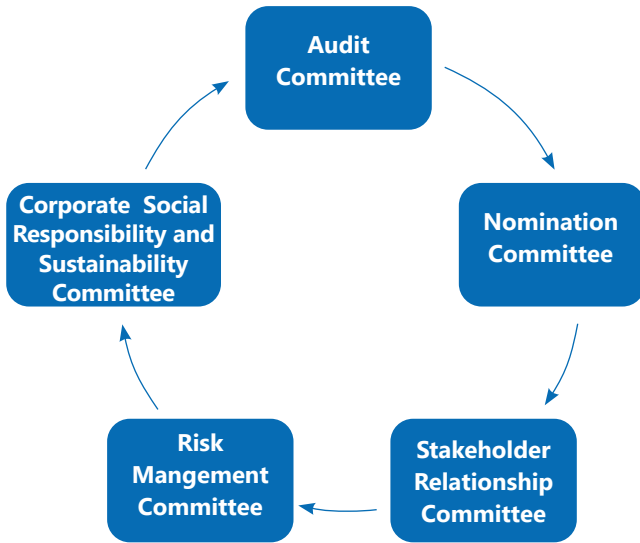 Audit
Committee
Nomination
Committee
Stakeholder
Relationship
Committee
Risk
Mangement
Committee
Corporate Social
Responsibility and
Sustainability
Committee